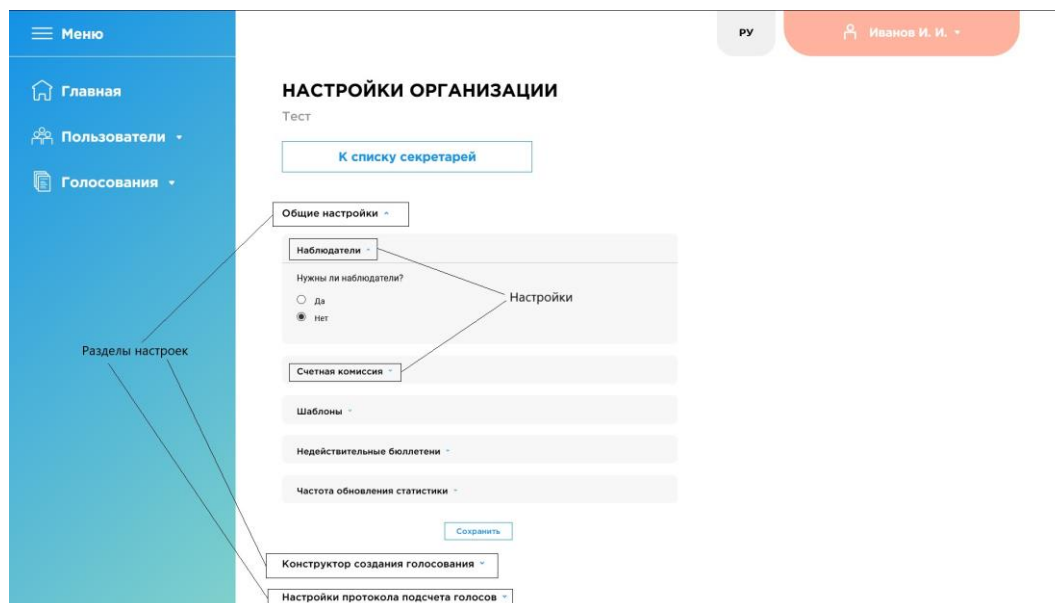 Меню
РУ
Иванов И. И.
Главная
Пользователи
Голосования
НАСТРОЙКИ ОРГАНИЗАЦИИ
Тест
К списку секретарей
Общие настройки
Наблюдатели
Нужны ли наблюдатели?
Да
Нет
Настройки
Разделы настроек
Счетная комиссия
Шаблоны
Недействительные бюллетени
Частота обновления статистики
Сохранить
Конструктор создания голосования
Настройки протокола подсчета голосов